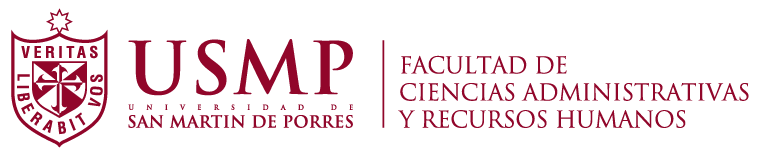 VERITAS
LIBERABIT VOS
USMP
UNIVERSIDAD DE
SAN MARTIN DE PORRES
FACULTAD DE
CIENCIAS ADMINISTRATIVAS
Y RECURSOS HUMANOS